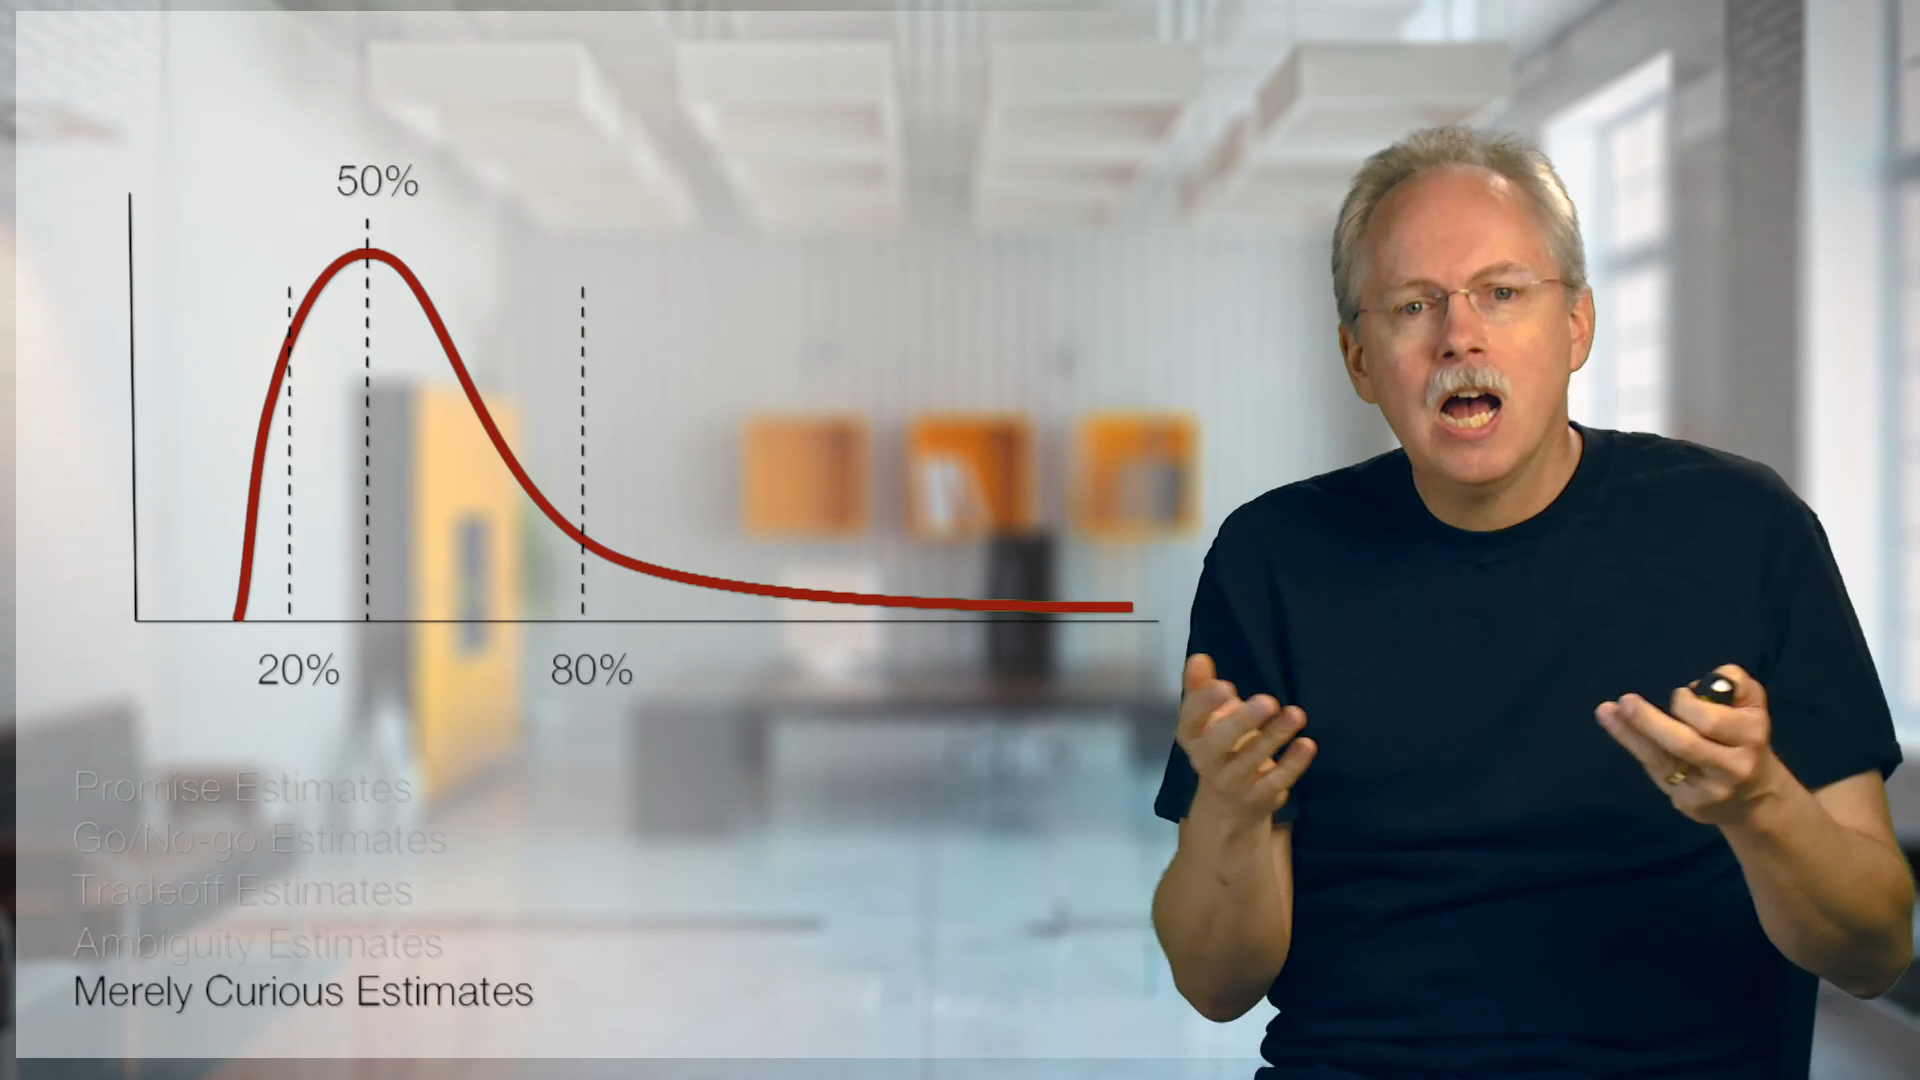 50%
20%
80%
Promise Estimates
Go/No-go Estimates
Tradeoff Estimates
Ambiguity Estimates
Merely Curious Estimates